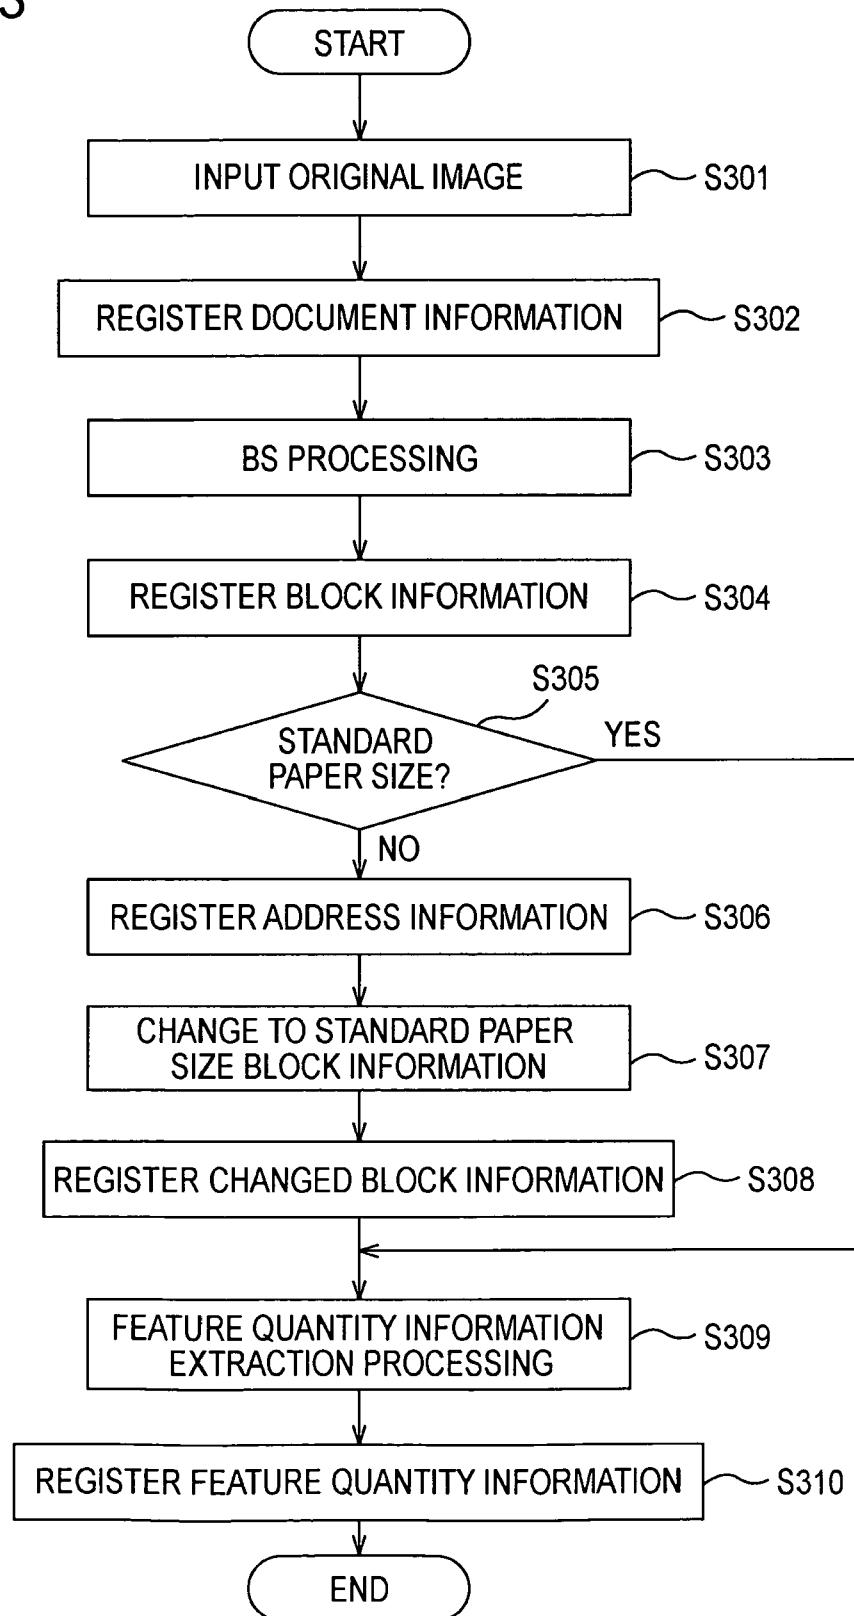 3
START
INPUT ORIGINAL IMAGE
S301
REGISTER DOCUMENT INFORMATION
S302
BS PROCESSING
S303
REGISTER BLOCK INFORMATION
S304
S305
STANDARD
PAPER SIZE?
YES
NO
REGISTER ADDRESS INFORMATION
S306
CHANGE TO STANDARD PAPER
SIZE BLOCK INFORMATION
S307
REGISTER CHANGED BLOCK INFORMATION
S308
FEATURE QUANTITY INFORMATION
EXTRACTION PROCESSING
S309
REGISTER FEATURE QUANTITY INFORMATION
S310
END